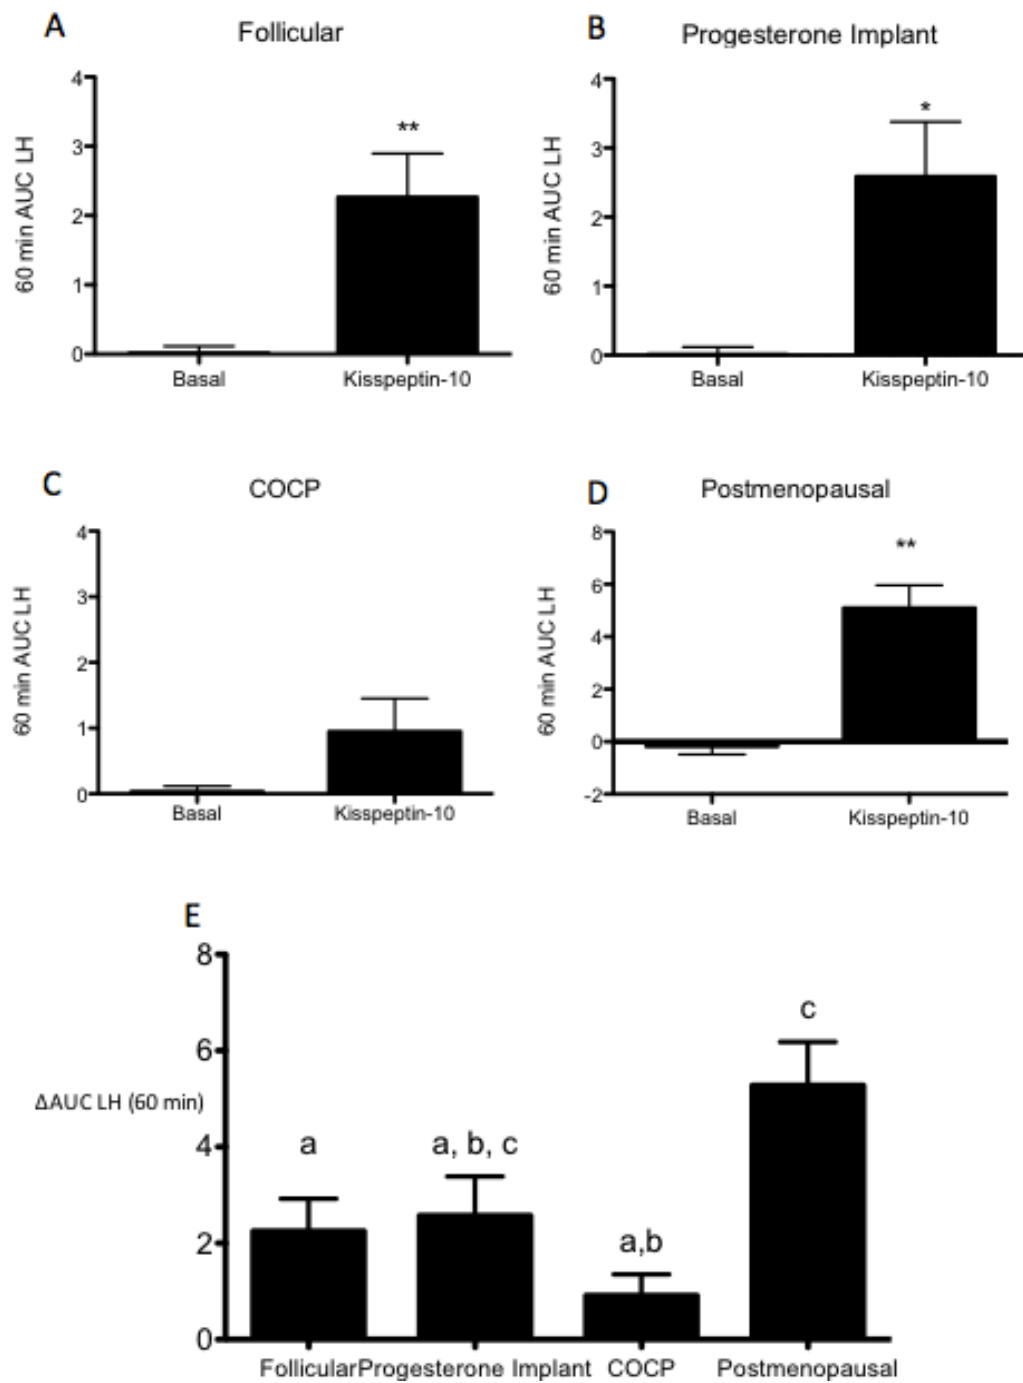 A
Follicular
60 min AUC LH
4
3
2
1
0
**
Basal
Kisspeptin-10
B
Progesterone Implant
60 min AUC LH
4
3
2
1
0
*
Basal
Kisspeptin-10
C
COCP
60 min AUC LH
4
3
2
1
0
Basal
Kisspeptin-10
D
Postmenopausal
60 min AUC LH
8
6
4
2
0
-2
**
Basal
Kisspeptin-10
E
ΔAUC LH (60 min)
8
6
4
2
0
a
a, b, c
a,b
c
Follicular
Progesterone Implant
COCP
Postmenopausal